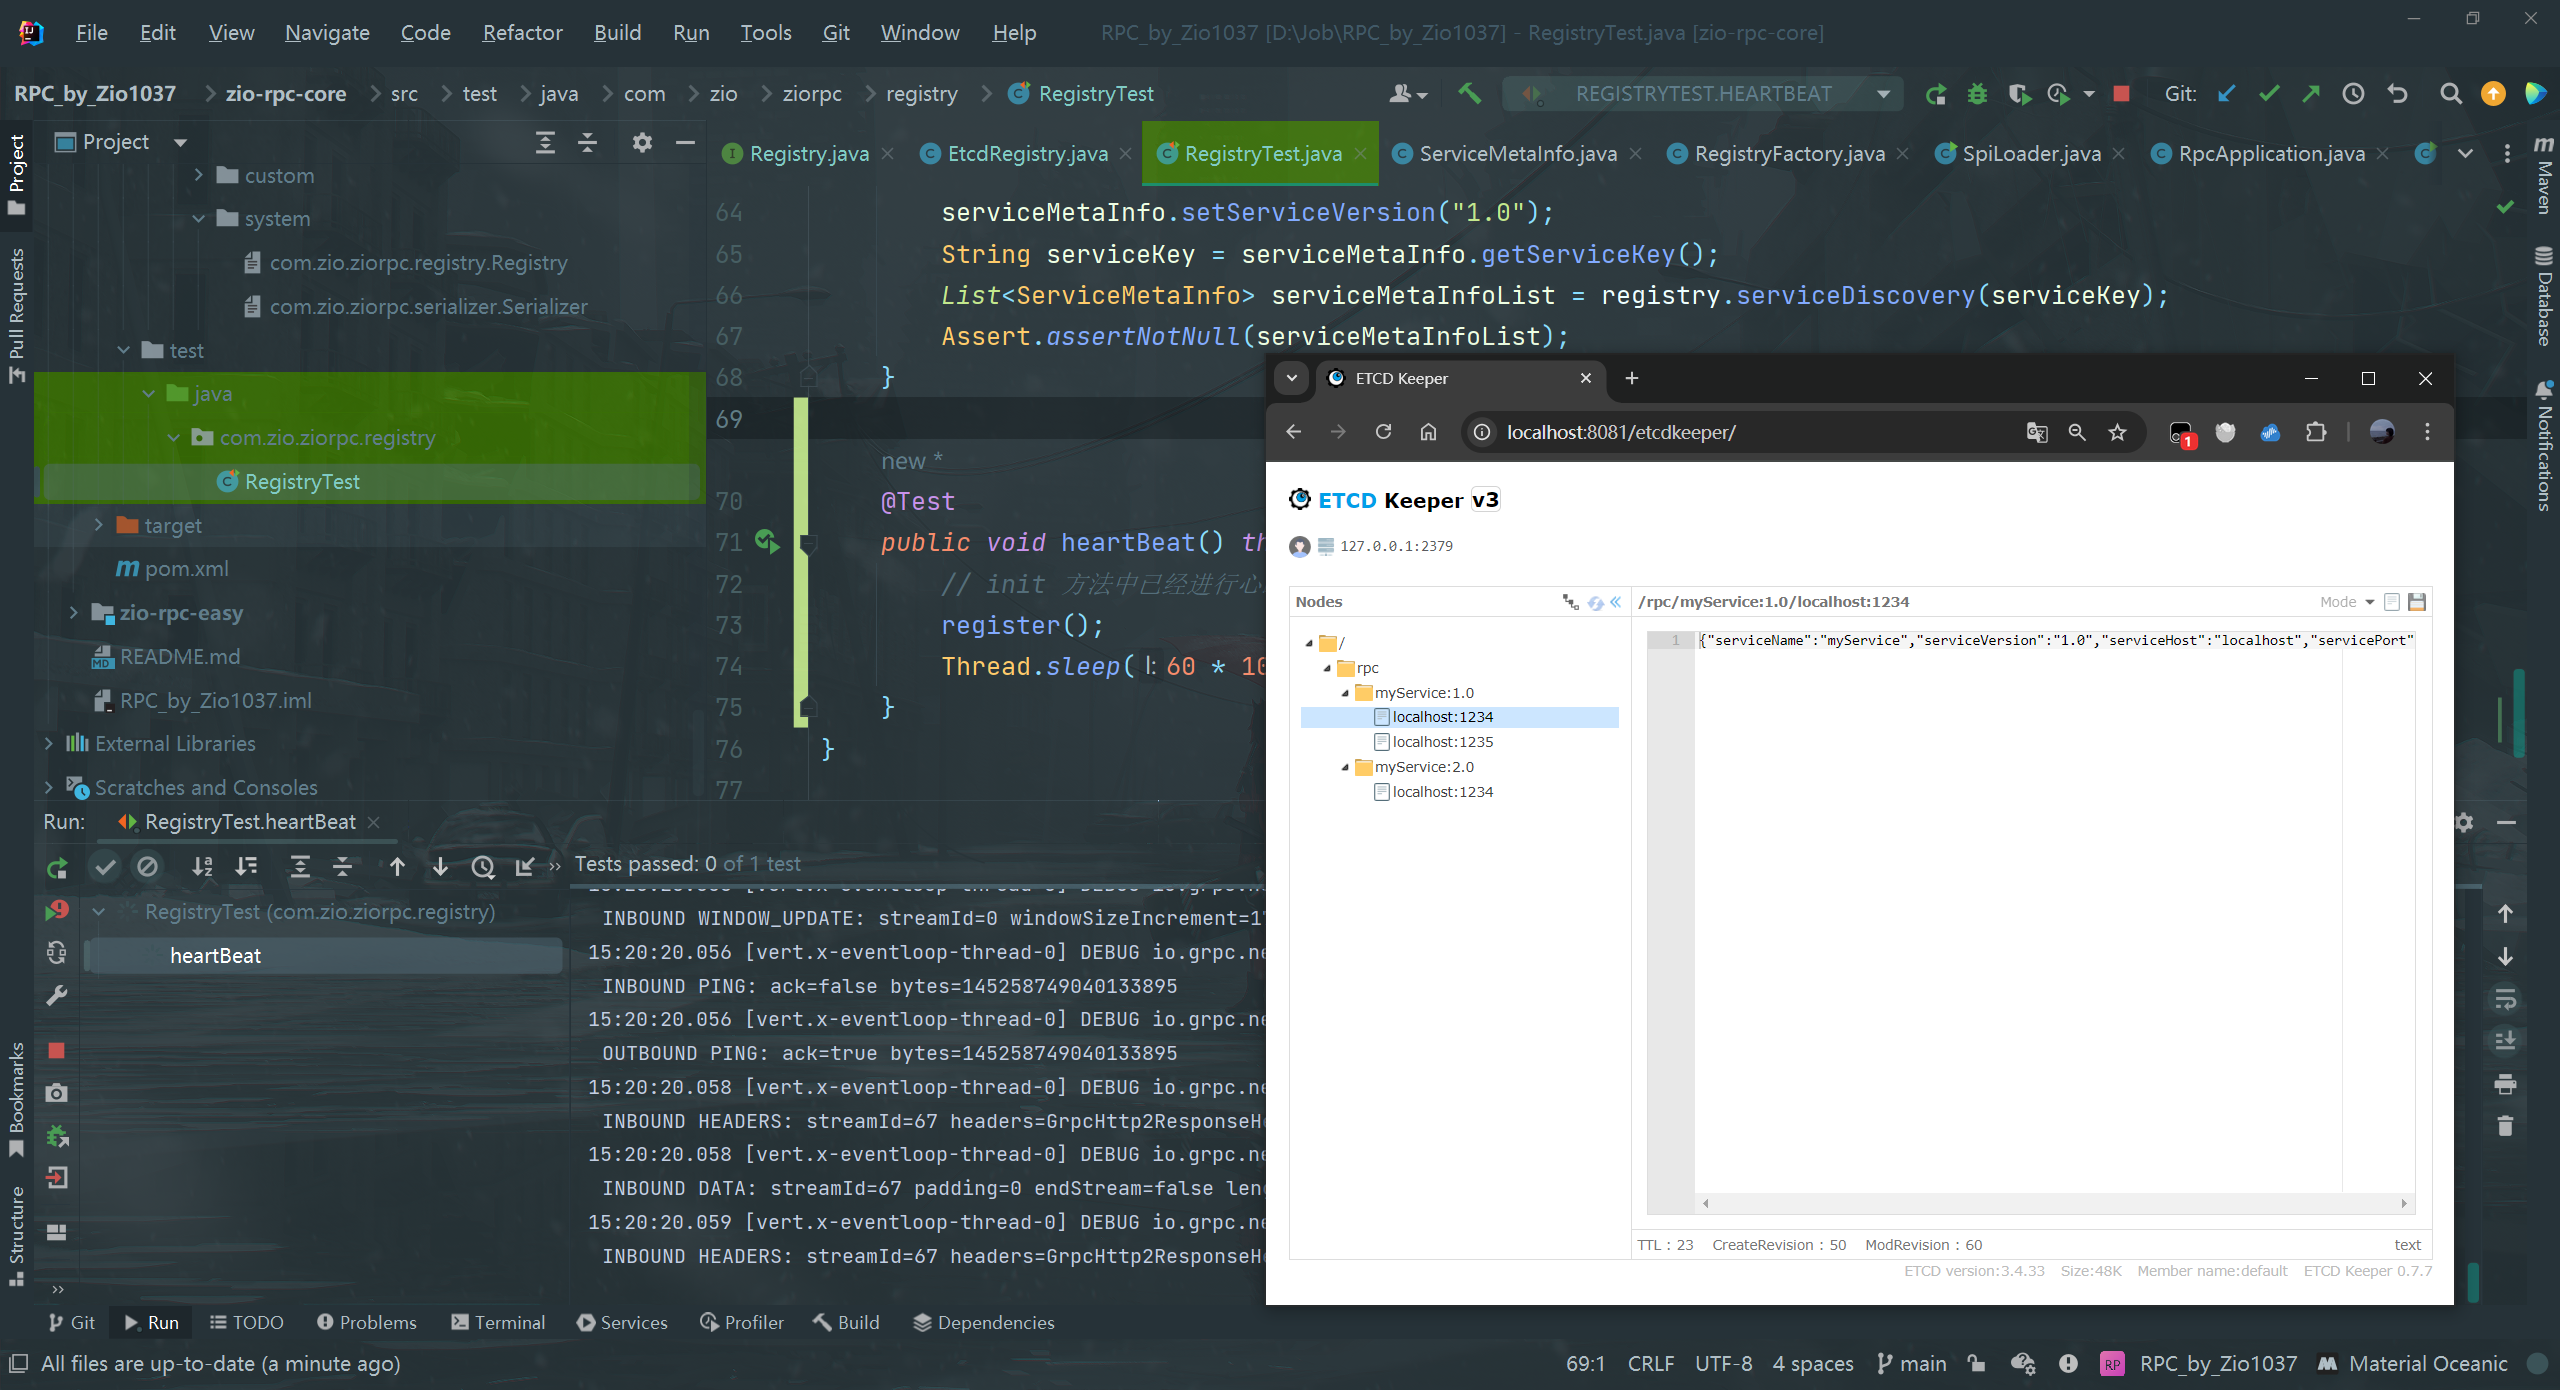 File Edit View Navigate Code Refactor Build Run Tools Git Window Help RPC_by_Zio1037 [D:\Job\RPC_by_Zio1037] - RegistryTest.java [zio-rpc-core]
RPC_by_Zio1037 zio-rpc-core src test java com zio ziorpc registry RegistryTest REGISTRYTEST.HEARTBEAT Git:
Project
Registry.java EtcdRegistry.java RegistryTest.java ServiceMetaInfo.java RegistryFactory.java SpiLoader.java RpcApplication.java
Project
Pull Requests
Bookmarks
Structure
Maven
Database
Notifications
custom
system
com.zio.ziorpc.registry.Registry
com.zio.ziorpc.serializer.Serializer
test
java
com.zio.ziorpc.registry
RegistryTest
target
pom.xml
zio-rpc-easy
README.md
RPC_by_Zio1037.iml
External Libraries
Scratches and Consoles
64 serviceMetaInfo.setServiceVersion("1.0");
65 String serviceKey = serviceMetaInfo.getServiceKey();
66 List<ServiceMetaInfo> serviceMetaInfoList = registry.serviceDiscovery(serviceKey);
67 Assert.assertNotNull(serviceMetaInfoList);
68 }
69
new *
70 @Test
71 public void heartBeat() th
72 // init 方法中已经进行心
73 register();
74 Thread.sleep( l: 60 * 10
75 }
76 }
77
ETCD Keeper
localhost:8081/etcdkeeper/
1
ETCD Keeper v3
127.0.0.1:2379
Nodes
/
rpc
myService:1.0
localhost:1234
localhost:1235
myService:2.0
localhost:1234
/rpc/myService:1.0/localhost:1234 Mode
1 {"serviceName":"myService","serviceVersion":"1.0","serviceHost":"localhost","servicePort"
TTL : 23 CreateRevision : 50 ModRevision : 60 text
ETCD version:3.4.33 Size:48K Member name:default ETCD Keeper 0.7.7
Run: RegistryTest.heartBeat
Tests passed: 0 of 1 test
RegistryTest (com.zio.ziorpc.registry)
heartBeat
INBOUND WINDOW_UPDATE: streamId=0 windowSizeIncrement=1
15:20:20.056 [vert.x-eventloop-thread-0] DEBUG io.grpc.ne
INBOUND PING: ack=false bytes=145258749040133895
15:20:20.056 [vert.x-eventloop-thread-0] DEBUG io.grpc.ne
OUTBOUND PING: ack=true bytes=145258749040133895
15:20:20.058 [vert.x-eventloop-thread-0] DEBUG io.grpc.ne
INBOUND HEADERS: streamId=67 headers=GrpcHttp2ResponseHe
15:20:20.058 [vert.x-eventloop-thread-0] DEBUG io.grpc.ne
INBOUND DATA: streamId=67 padding=0 endStream=false len
15:20:20.059 [vert.x-eventloop-thread-0] DEBUG io.grpc.ne
INBOUND HEADERS: streamId=67 headers=GrpcHttp2ResponseHe
Git Run TODO Problems Terminal Services Profiler Build Dependencies
All files are up-to-date (a minute ago) 69:1 CRLF UTF-8 4 spaces main RP RPC_by_Zio1037 Material Oceanic